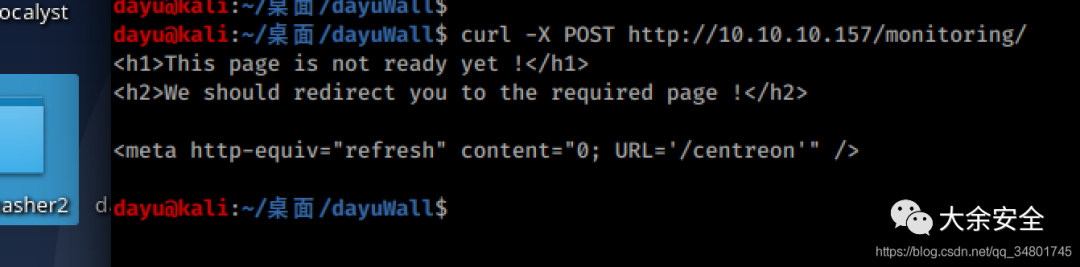 ocalyst
dayu@kali:~/桌面/dayuWall$
dayu@kali:~/桌面/dayuWall$ curl -X POST http://10.10.10.157/monitoring/
<h1>This page is not ready yet !</h1>
<h2>We should redirect you to the required page !</h2>
<meta http-equiv="refresh" content="0; URL='/centreon'" />
asher2
da
dayu@kali:~/桌面/dayuWall$
大余安全
https://blog.csdn.net/qq_34801745